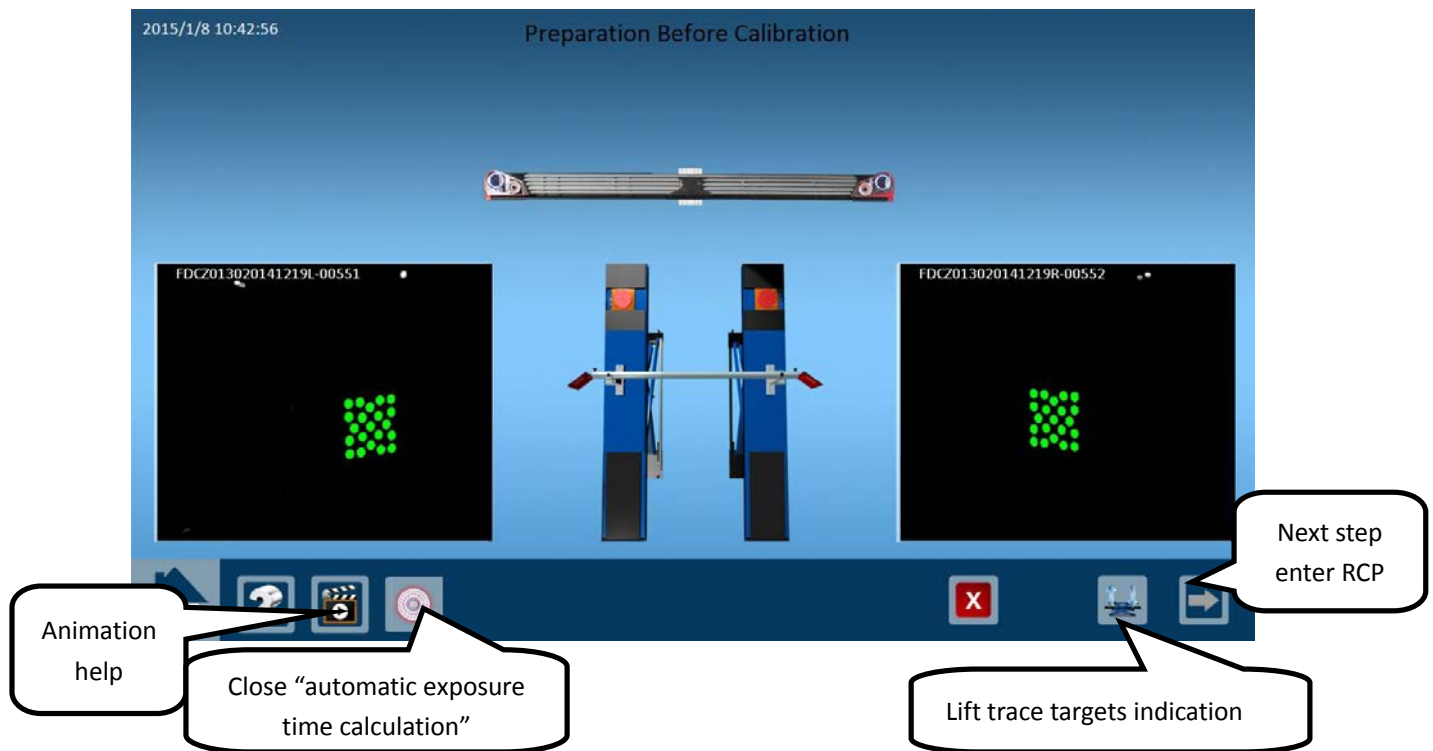 2015/1/8 10:42:56
Preparation Before Calibration
FDCZ013020141219L-00551
FDCZ013020141219R-00552
X
Next step
enter RCP
Animation
help
Close “automatic exposure
time calculation”
Lift trace targets indication